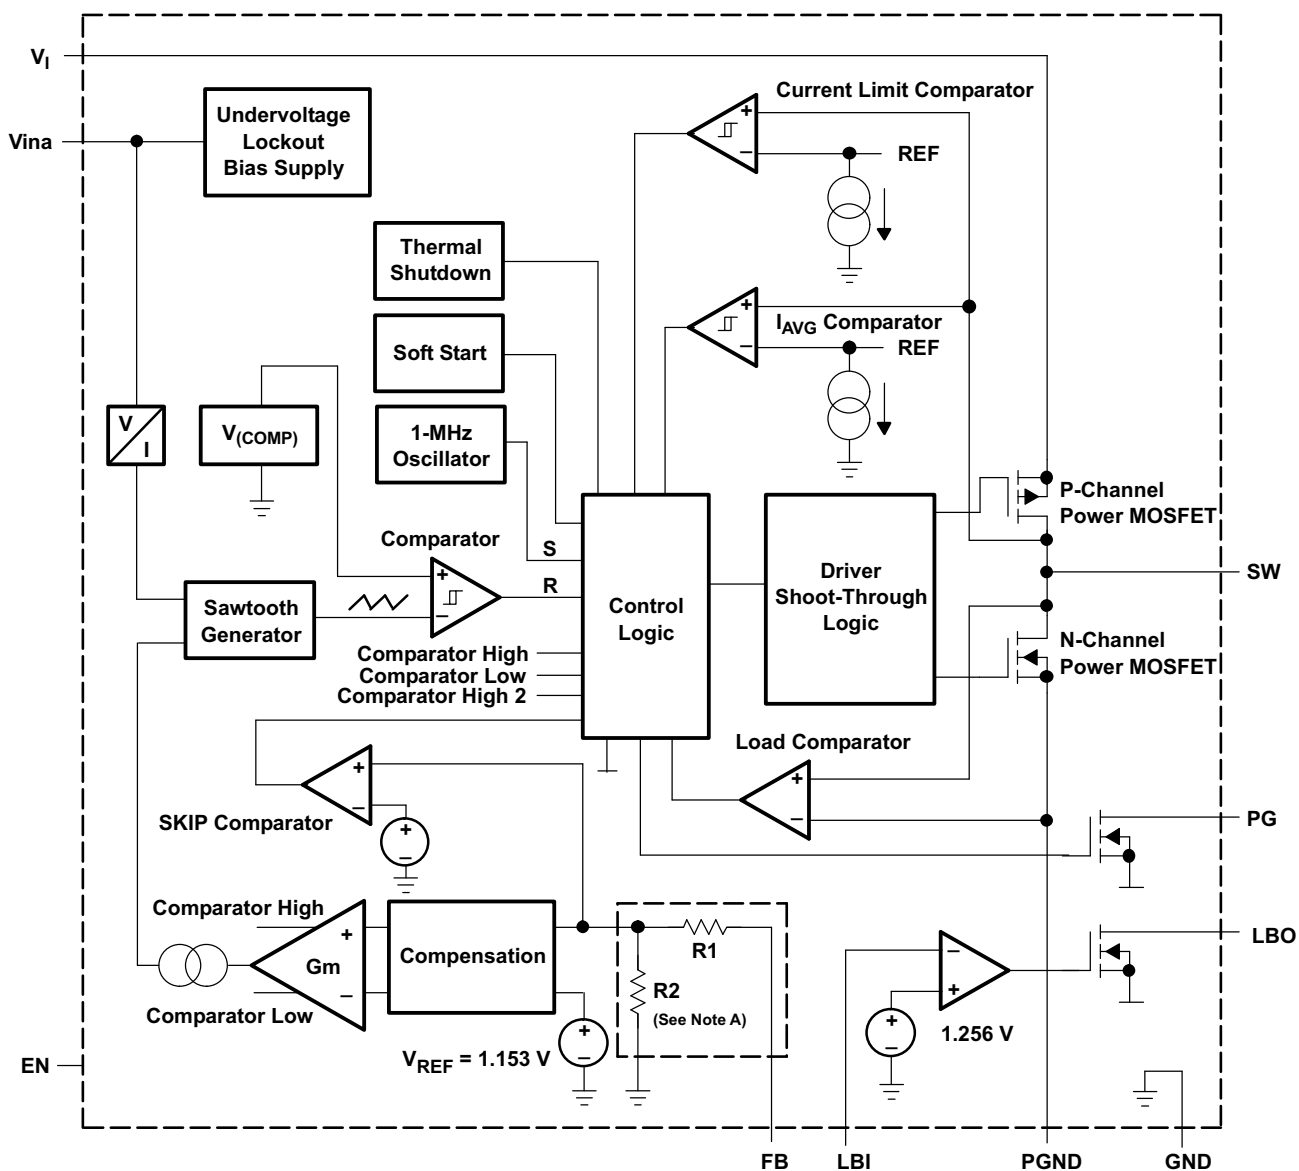 V_I
Vina
Undervoltage
Lockout
Bias Supply
Current Limit Comparator
+
−
REF
Thermal
Shutdown
Soft Start
1-MHz
Oscillator
+
−
I_AVG Comparator
REF
V
I
V_(COMP)
Comparator
+
−
S
R
Sawtooth
Generator
Comparator High
Comparator Low
Comparator High 2
Control
Logic
Driver
Shoot-Through
Logic
P-Channel
Power MOSFET
SW
N-Channel
Power MOSFET
Load Comparator
+
−
+
−
SKIP Comparator
+
−
PG
Comparator High
+
Gm
−
Comparator Low
Compensation
R1
R2
(See Note A)
V_REF = 1.153 V
+
−
−
+
+
−
1.256 V
LBO
EN
FB
LBI
PGND
GND